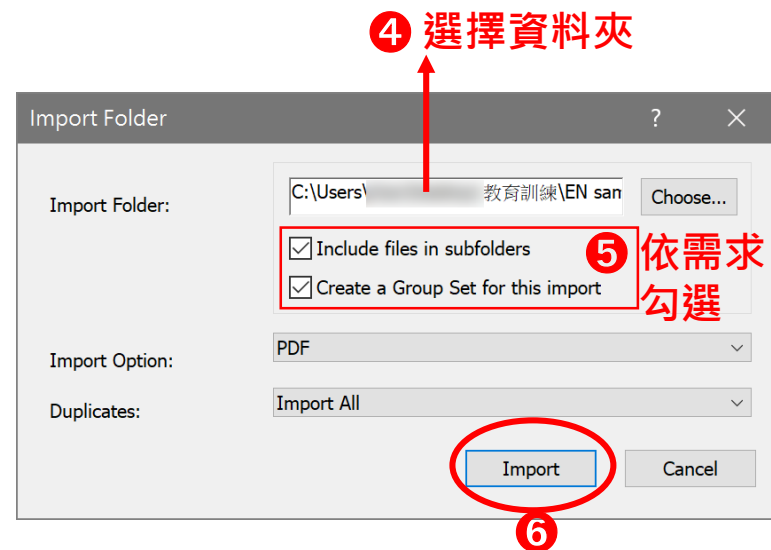 ❹ 選擇資料夾
Import Folder ? ×
Import Folder: C:\Users\ 教育訓練\EN sam Choose...
Include files in subfolders
Create a Group Set for this import
❺ 依需求
勾選
Import Option: PDF
Duplicates: Import All
Import Cancel
❻